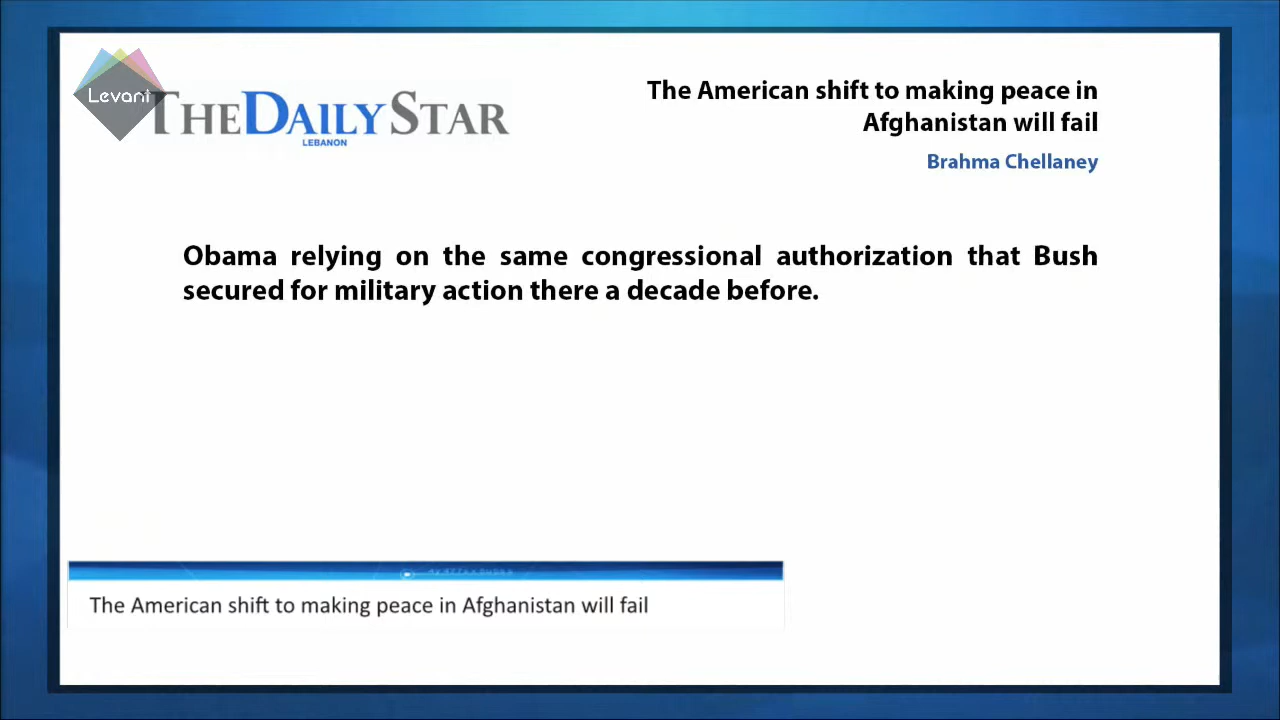 Levant
THE DAILY STAR
LEBANON
The American shift to making peace in
Afghanistan will fail
Brahma Chellaney
Obama relying on the same congressional authorization that Bush
secured for military action there a decade before.
The American shift to making peace in Afghanistan will fail